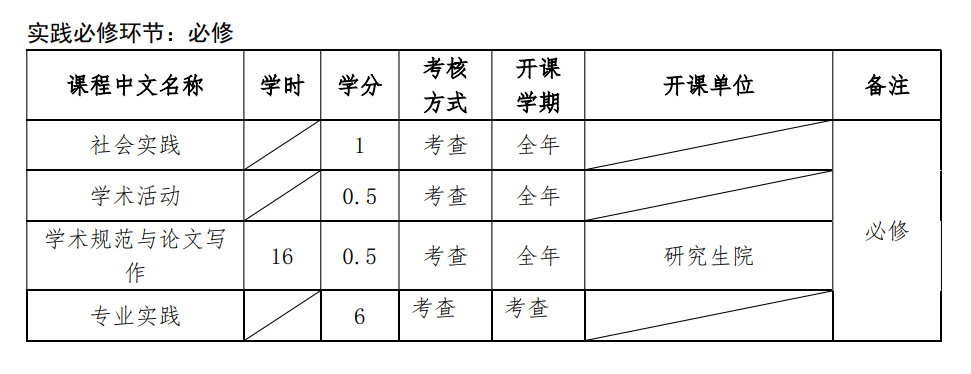 实践必修环节：必修
课程中文名称 学时 学分 考核方式 开课学期 开课单位 备注
社会实践 1 考查 全年
学术活动 0.5 考查 全年 必修
学术规范与论文写
作 16 0.5 考查 全年 研究生院
专业实践 6 考查 考查